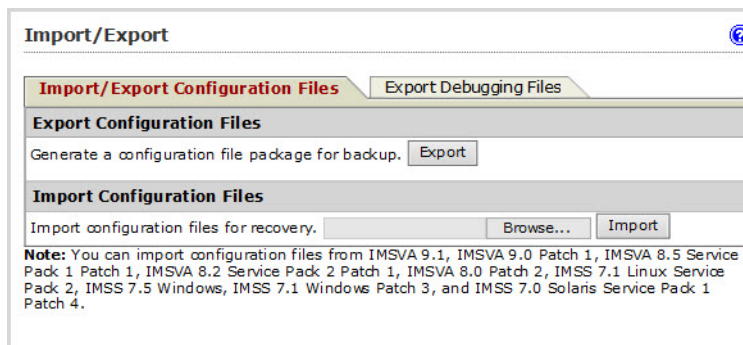 Import/Export
?
Import/Export Configuration Files
Export Debugging Files
Export Configuration Files
Generate a configuration file package for backup. Export
Import Configuration Files
Import configuration files for recovery. Browse... Import
Note: You can import configuration files from IMSVA 9.1, IMSVA 9.0 Patch 1, IMSVA 8.5 Service
Pack 1 Patch 1, IMSVA 8.2 Service Pack 2 Patch 1, IMSVA 8.0 Patch 2, IMSS 7.1 Linux Service
Pack 2, IMSS 7.5 Windows, IMSS 7.1 Windows Patch 3, and IMSS 7.0 Solaris Service Pack 1
Patch 4.